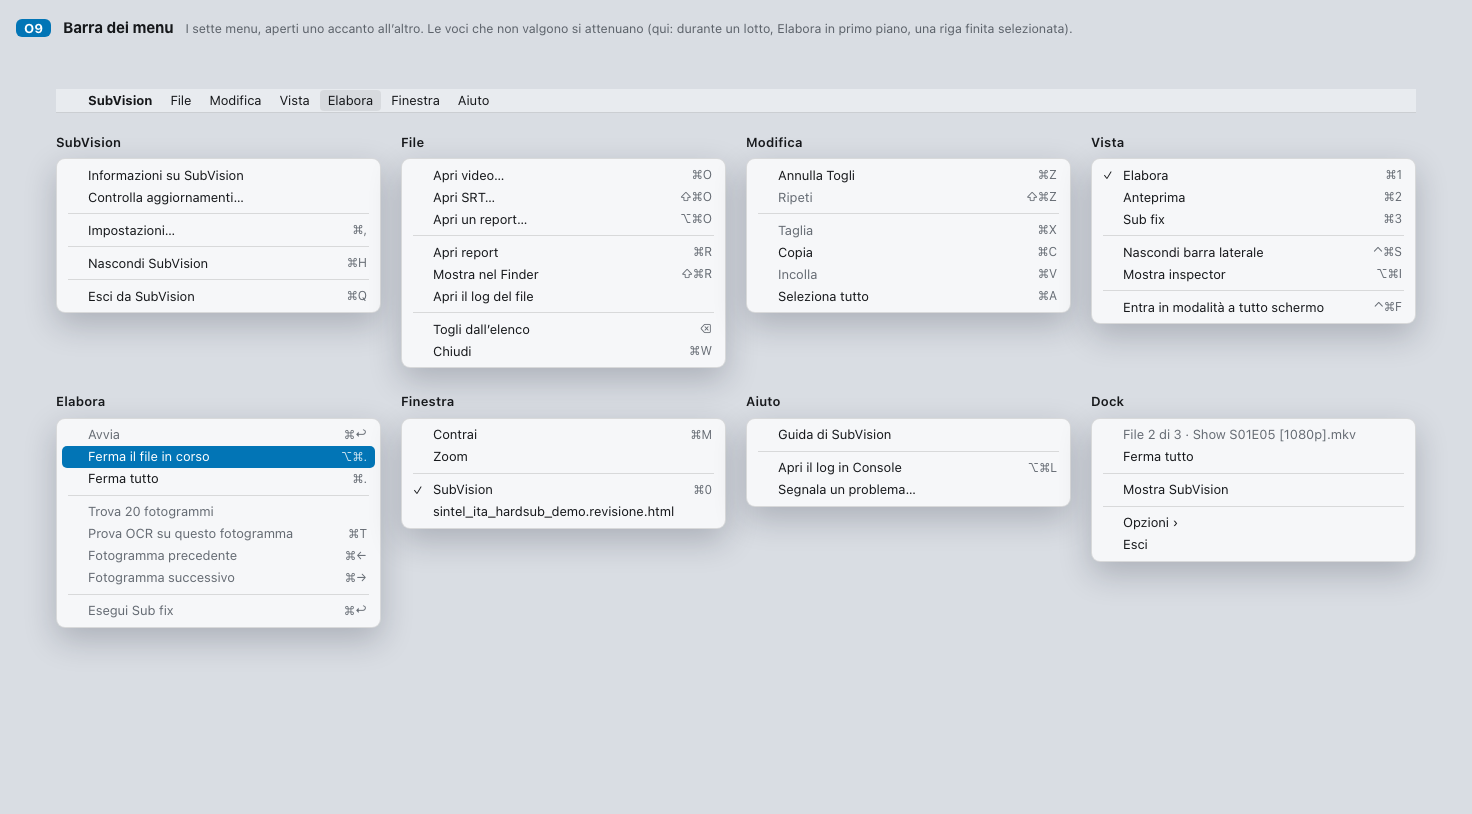 O9 Barra dei menu I sette menu, aperti uno accanto all'altro. Le voci che non valgono si attenuano (qui: durante un lotto, Elabora in primo piano, una riga finita selezionata).
SubVision File Modifica Vista Elabora Finestra Aiuto
SubVision
Informazioni su SubVision
Controlla aggiornamenti...
Impostazioni... ⌘,
Nascondi SubVision ⌘H
Esci da SubVision ⌘Q
File
Apri video... ⌘O
Apri SRT... ⇧⌘O
Apri un report... ⌥⌘O
Apri report ⌘R
Mostra nel Finder ⇧⌘R
Apri il log del file
Togli dall'elenco ⌫
Chiudi ⌘W
Modifica
Annulla Togli ⌘Z
Ripeti ⇧⌘Z
Taglia ⌘X
Copia ⌘C
Incolla ⌘V
Seleziona tutto ⌘A
Vista
✓ Elabora ⌘1
Anteprima ⌘2
Sub fix ⌘3
Nascondi barra laterale ^⌘S
Mostra inspector ⌥⌘I
Entra in modalità a tutto schermo ^⌘F
Elabora
Avvia ⌘↩
Ferma il file in corso ⌥⌘.
Ferma tutto ⌘.
Trova 20 fotogrammi
Prova OCR su questo fotogramma ⌘T
Fotogramma precedente ⌘←
Fotogramma successivo ⌘→
Esegui Sub fix ⌘↩
Finestra
Contrai ⌘M
Zoom
✓ SubVision ⌘0
sintel_ita_hardsub_demo.revisione.html
Aiuto
Guida di SubVision
Apri il log in Console ⌥⌘L
Segnala un problema...
Dock
File 2 di 3 · Show S01E05 [1080p].mkv
Ferma tutto
Mostra SubVision
Opzioni ›
Esci